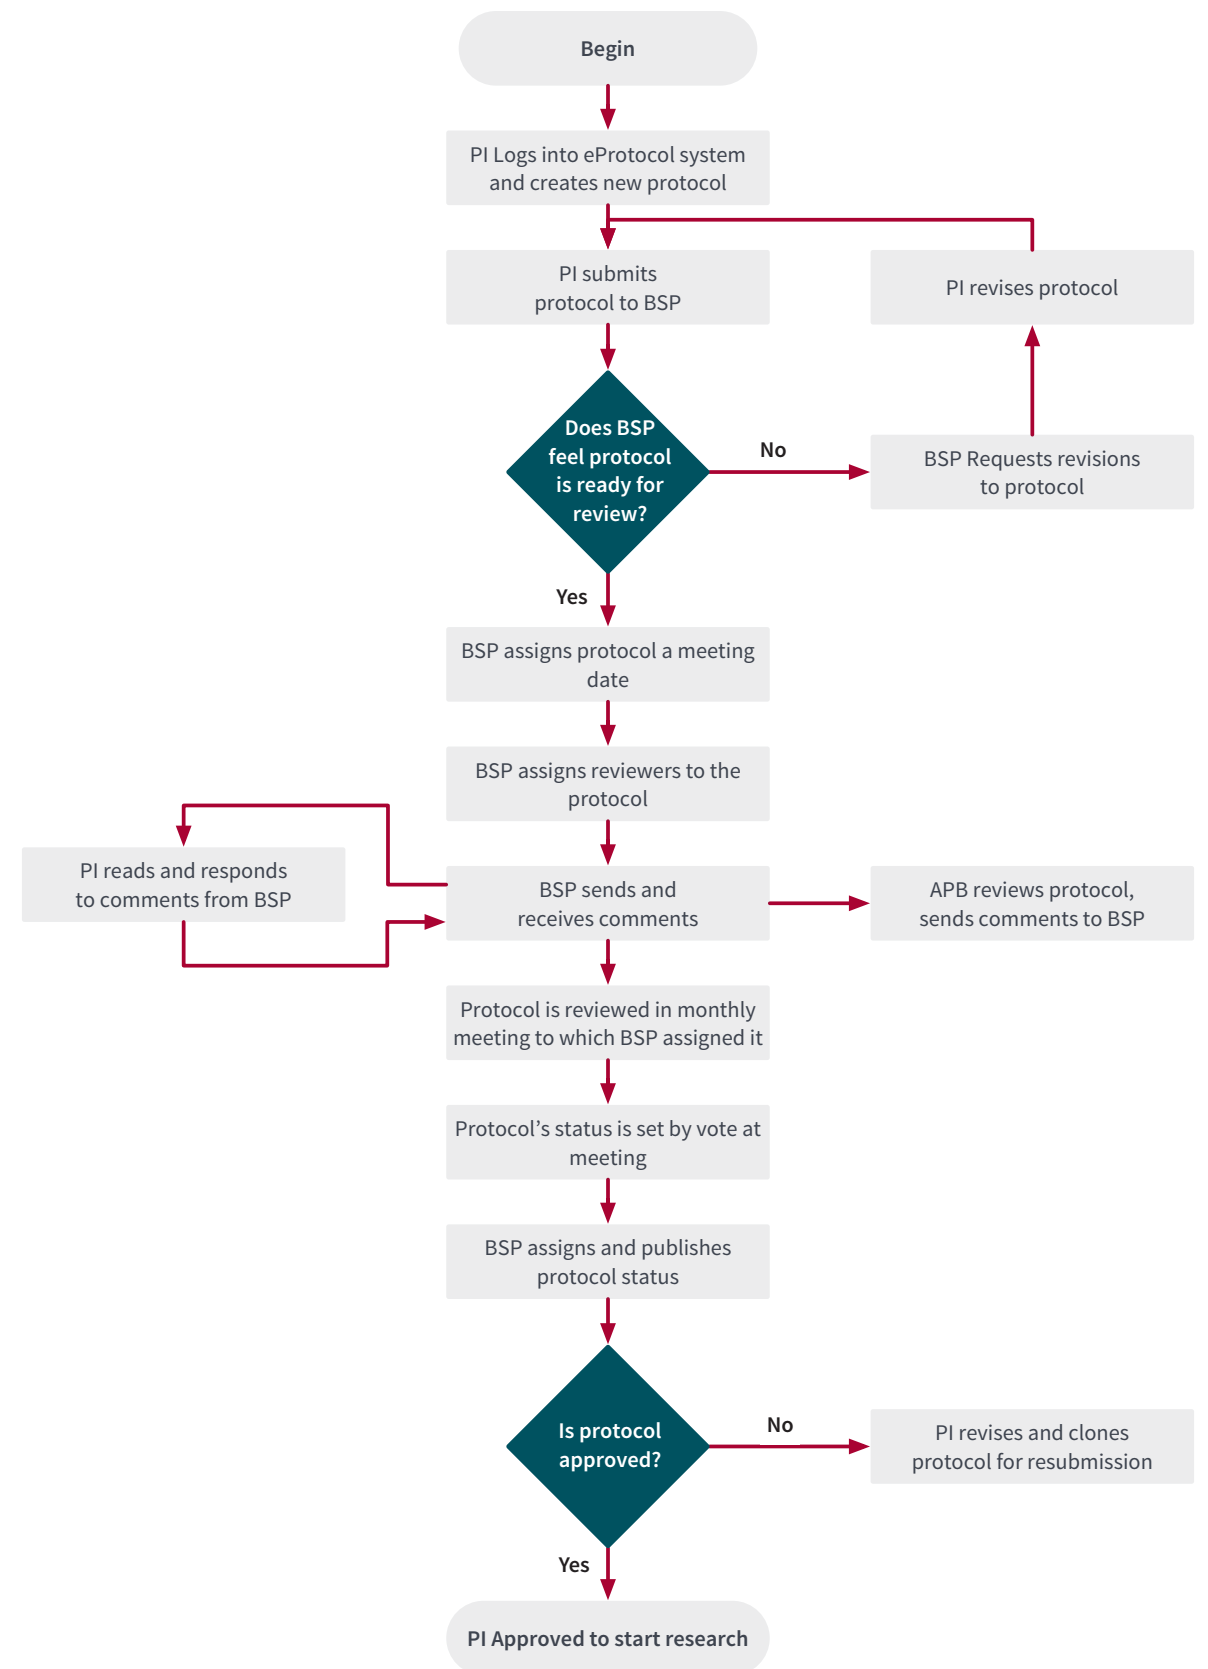 Begin
PI Logs into eProtocol system
and creates new protocol
PI submits
protocol to BSP
PI revises protocol
Does BSP
feel protocol
is ready for
review?
No
BSP Requests revisions
to protocol
Yes
BSP assigns protocol a meeting
date
BSP assigns reviewers to the
protocol
PI reads and responds
to comments from BSP
BSP sends and
receives comments
APB reviews protocol,
sends comments to BSP
Protocol is reviewed in monthly
meeting to which BSP assigned it
Protocol’s status is set by vote at
meeting
BSP assigns and publishes
protocol status
Is protocol
approved?
No
PI revises and clones
protocol for resubmission
Yes
PI Approved to start research